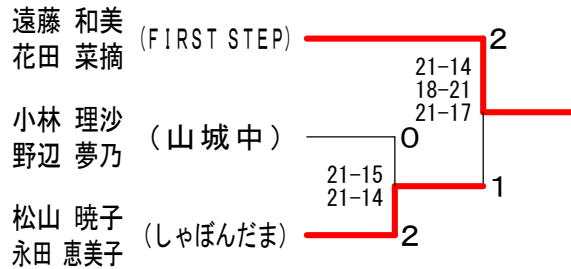 遠藤 和美
花田 菜摘
(FIRST STEP)
2
21-14
18-21
21-17
小林 理沙
野辺 夢乃
(山城中)
0
21-15
21-14
1
松山 暁子
永田 恵美子
(しゃぼんだま)
2